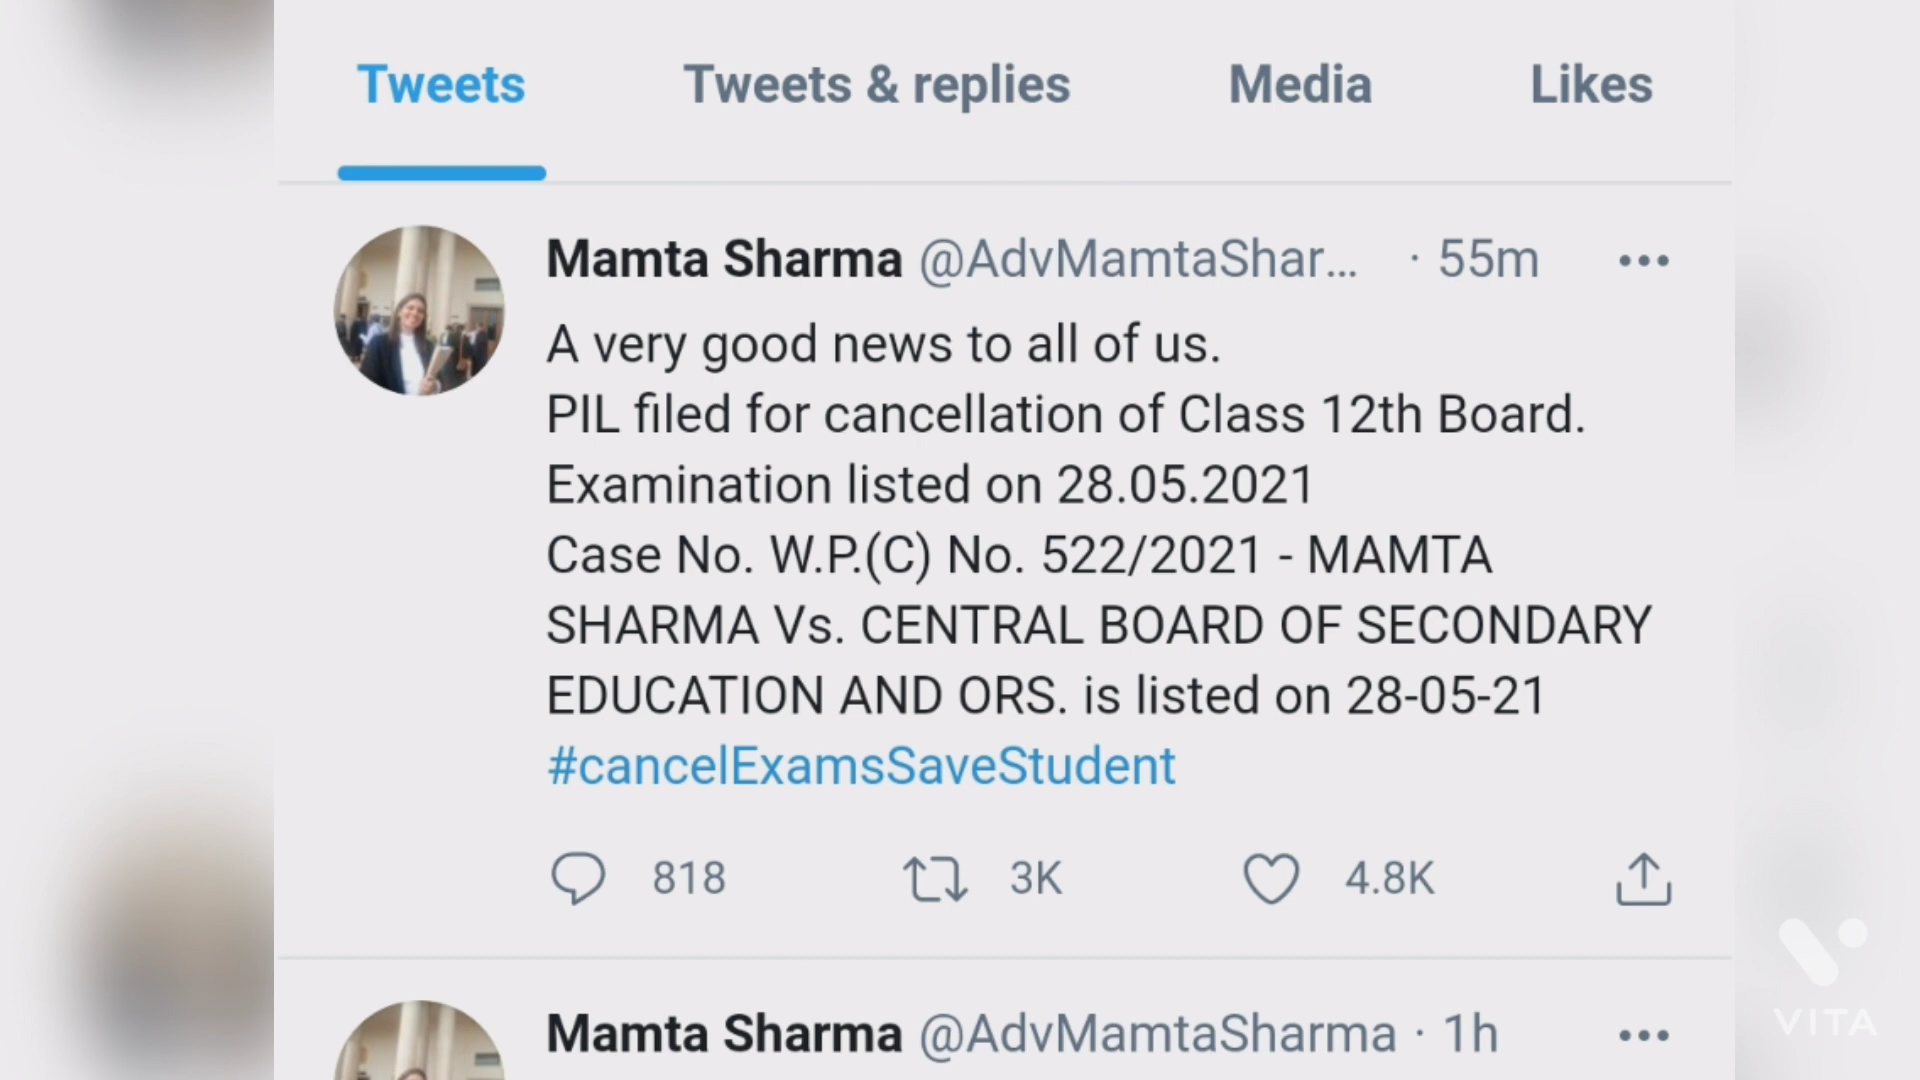 Tweets Tweets & replies Media Likes
Mamta Sharma @AdvMamtaShar... · 55m
A very good news to all of us.
PIL filed for cancellation of Class 12th Board.
Examination listed on 28.05.2021
Case No. W.P.(C) No. 522/2021 - MAMTA
SHARMA Vs. CENTRAL BOARD OF SECONDARY
EDUCATION AND ORS. is listed on 28-05-21
#cancelExamsSaveStudent
818 3K 4.8K
Mamta Sharma @AdvMamtaSharma · 1h
VITA